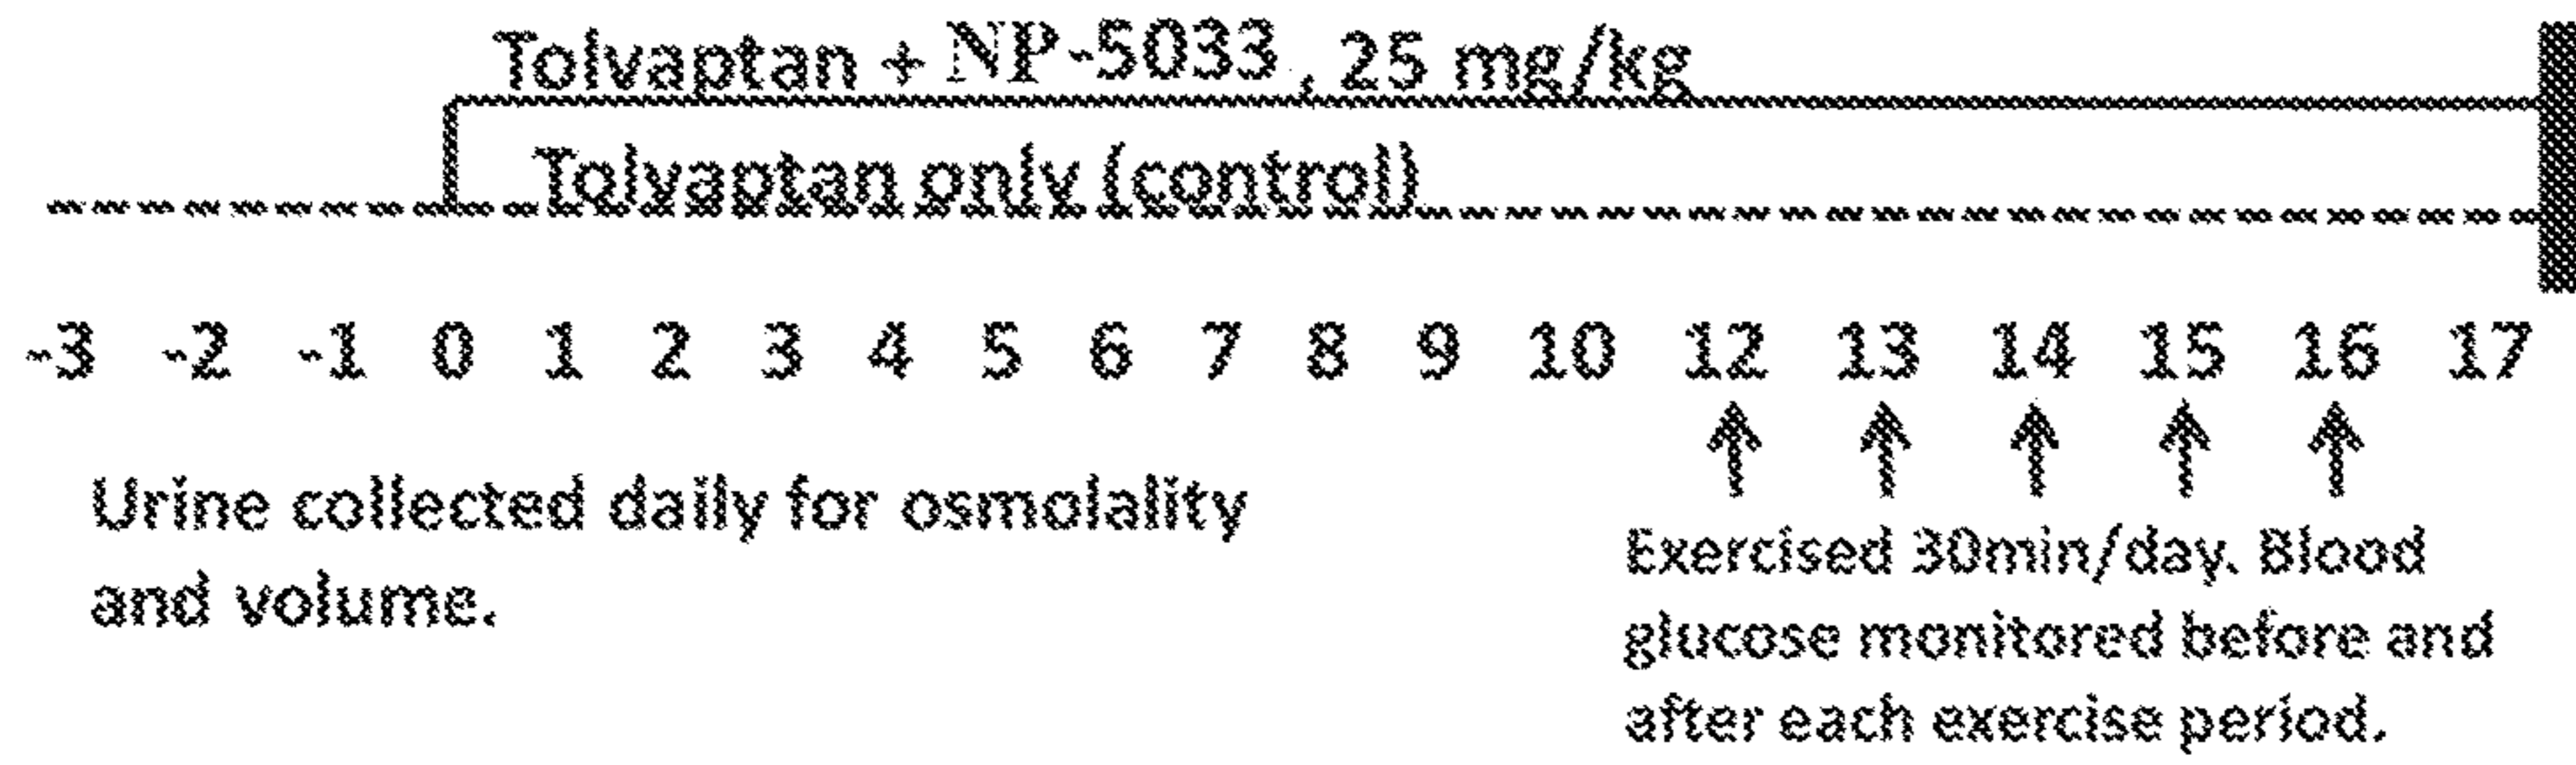 Tolvaptan + NP-5033, 25 mg/kg
Tolvaptan only (control)
-3 -2 -1 0 1 2 3 4 5 6 7 8 9 10 12 13 14 15 16 17
Urine collected daily for osmolality
and volume.
Exercised 30min/day. Blood
glucose monitored before and
after each exercise period.